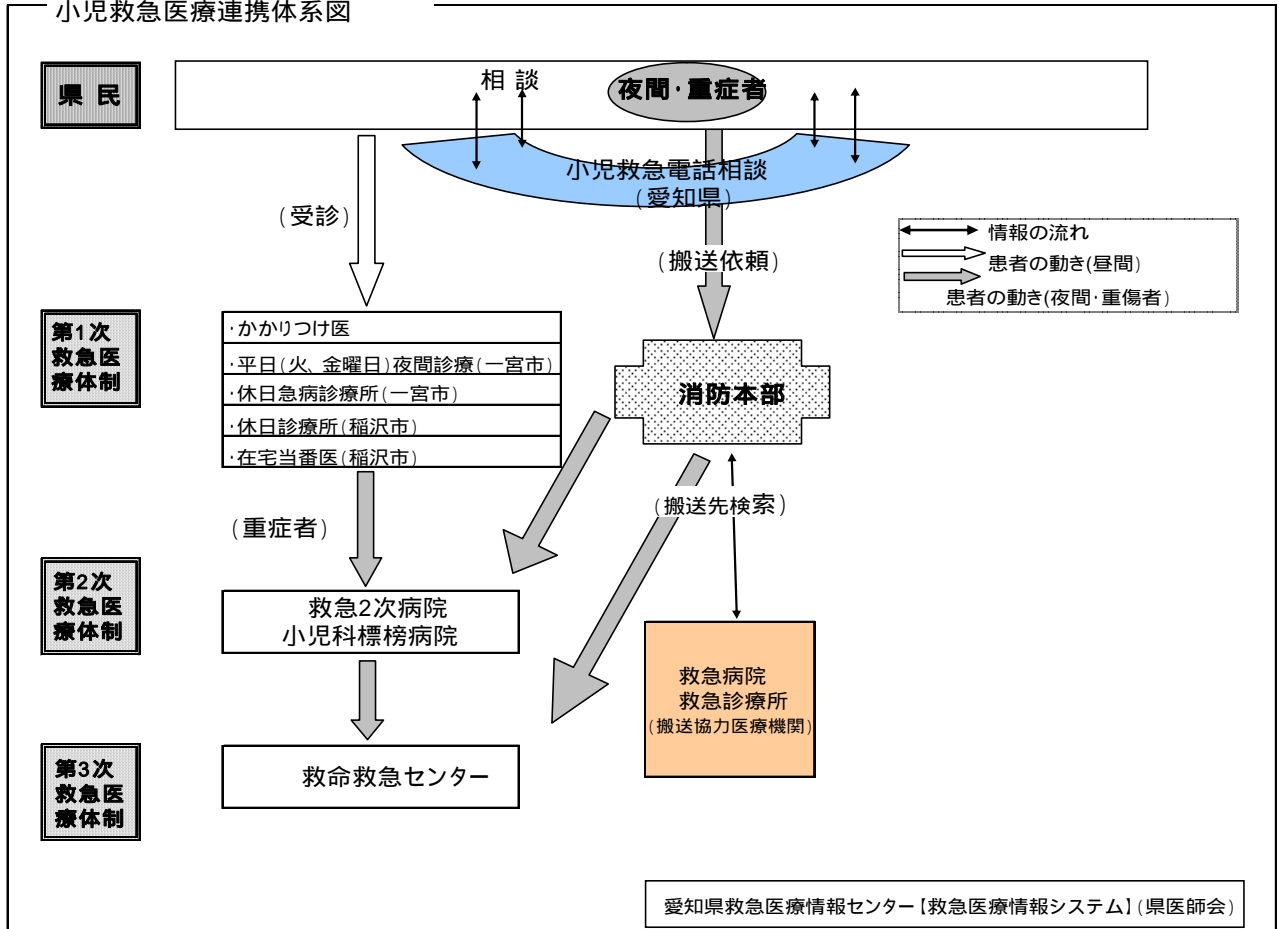 小児救急医療連携体系図
県 民
相 談
夜間・重症者
小児救急電話相談
(愛知県)
(受診)
(搬送依頼)
情報の流れ
患者の動き(昼間)
患者の動き(夜間・重傷者)
第1次
救急医
療体制
・かかりつけ医
・平日(火、金曜日)夜間診療(一宮市)
・休日急病診療所(一宮市)
・休日診療所(稲沢市)
・在宅当番医(稲沢市)
消防本部
(重症者)
(搬送先検索)
第2次
救急医
療体制
救急2次病院
小児科標榜病院
救急病院
救急診療所
(搬送協力医療機関)
第3次
救急医
療体制
救命救急センター
愛知県救急医療情報センター【救急医療情報システム】(県医師会)